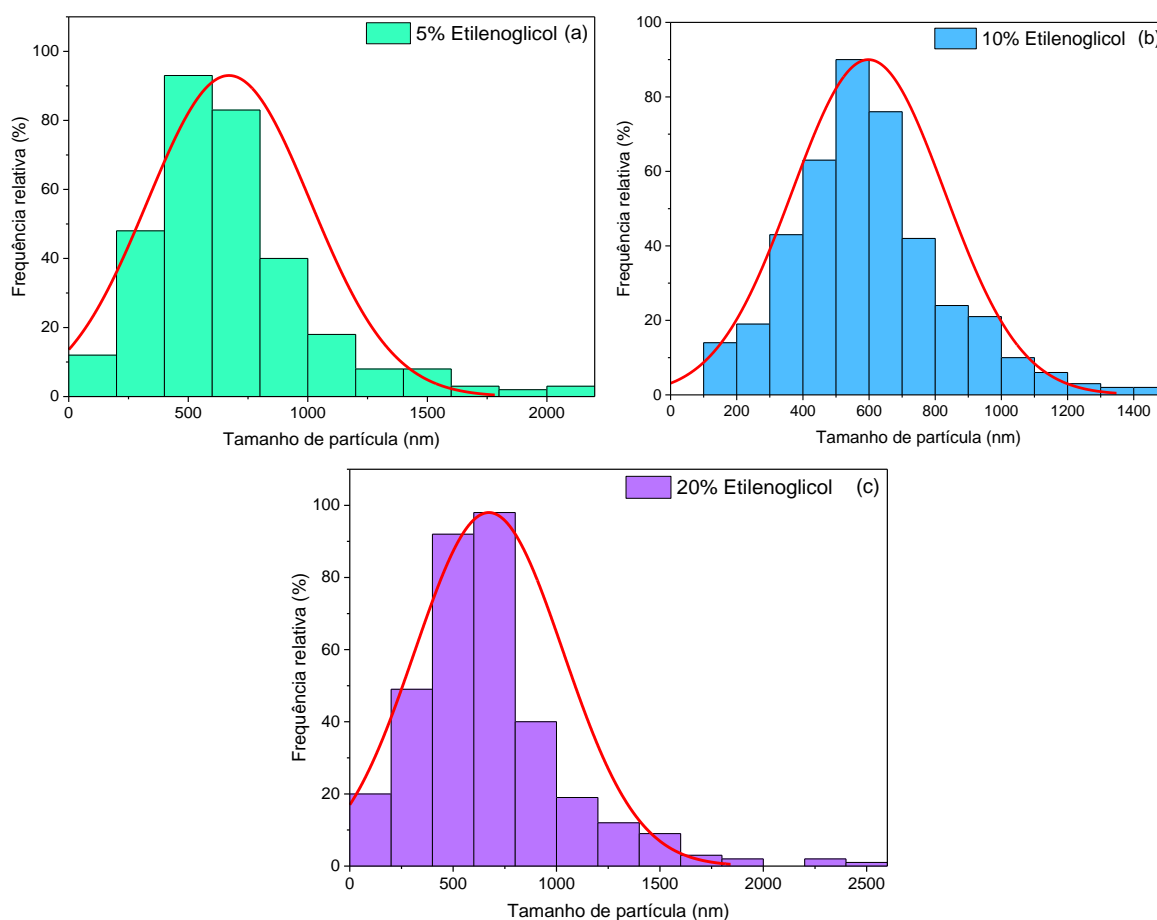 5% Etilenoglicol (a)
Frequência relativa (%)
100
80
60
40
20
0
0 500 1000 1500 2000
Tamanho de partícula (nm)
10% Etilenoglicol (b)
Frequência relativa (%)
100
80
60
40
20
0
0 200 400 600 800 1000 1200 1400
Tamanho de partícula (nm)
20% Etilenoglicol (c)
Frequência relativa (%)
100
80
60
40
20
0
0 500 1000 1500 2000 2500
Tamanho de partícula (nm)